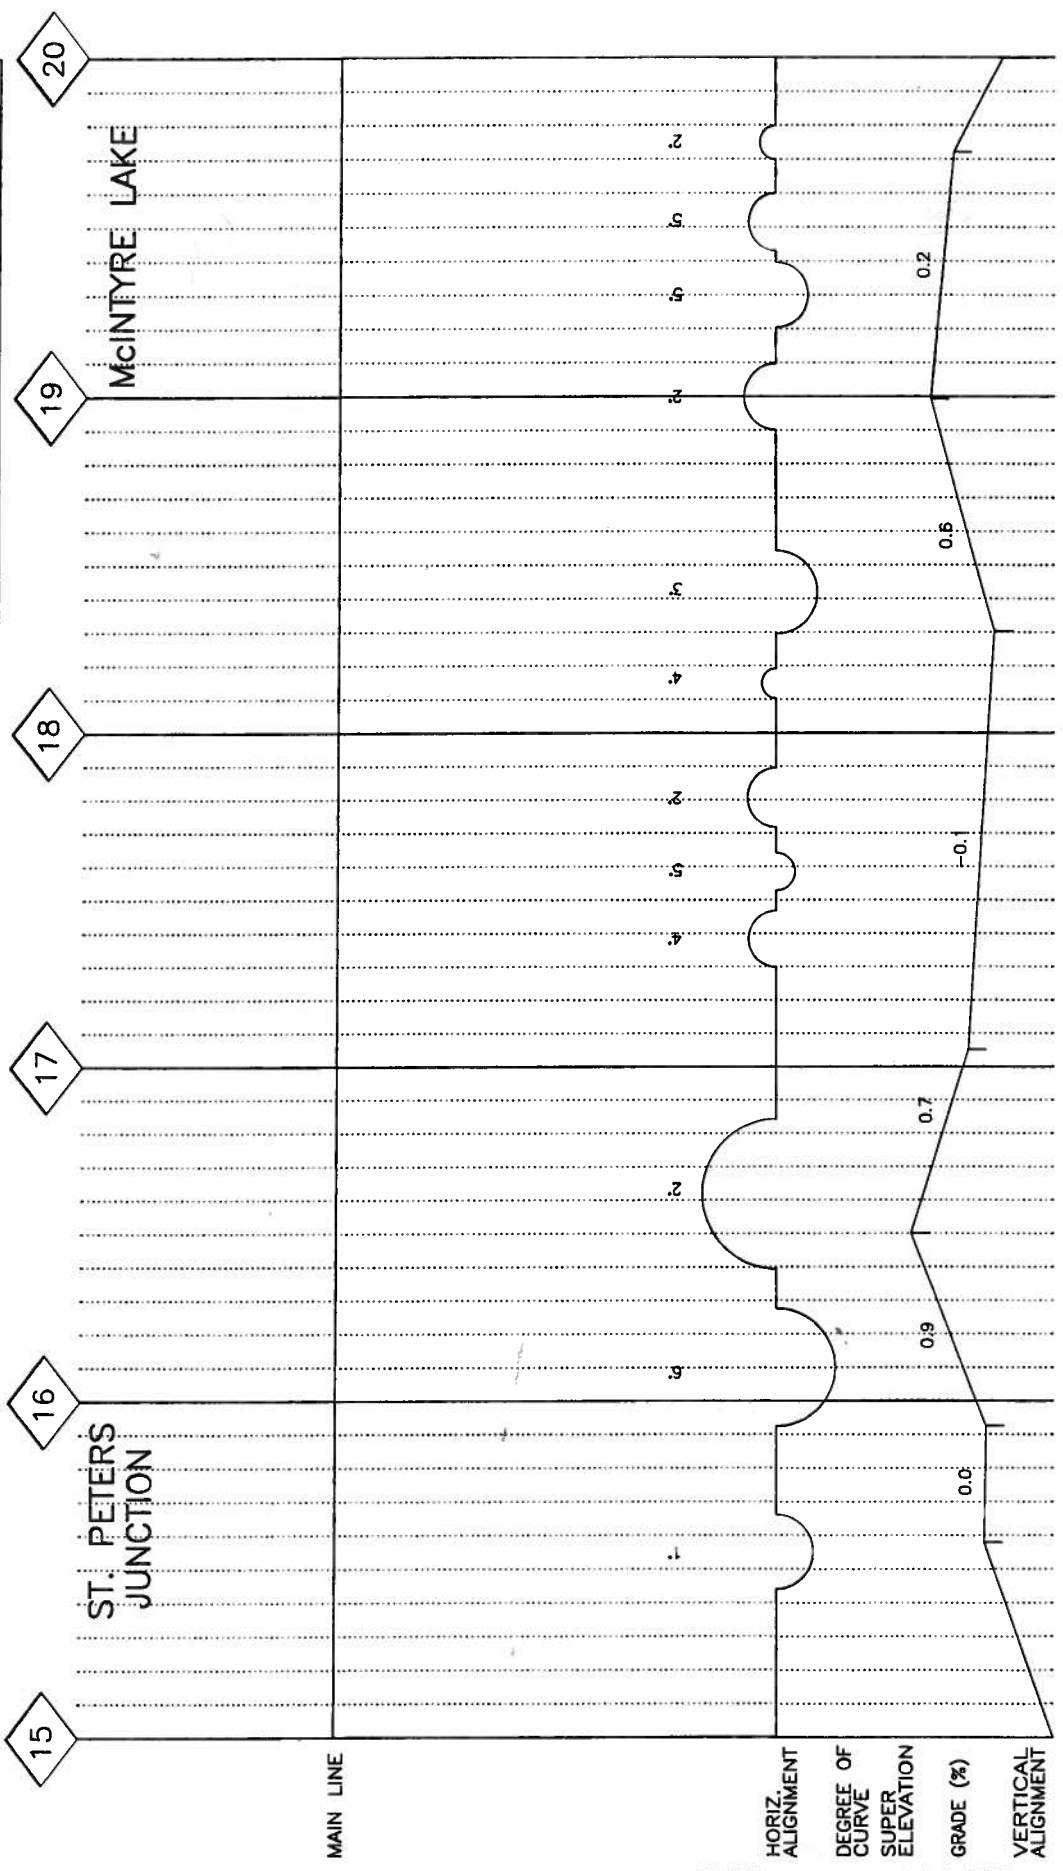 15
16
17
18
19
20
ST. PETERS
JUNCTION
McINTYRE LAKE
MAIN LINE
1°
6°
2°
4°
5°
2°
4°
3°
2°
5°
5°
2°
HORIZ.
ALIGNMENT
DEGREE OF
CURVE
SUPER
ELEVATION
GRADE (%)
0.0
0.9
0.7
-0.1
0.6
0.2
VERTICAL
ALIGNMENT